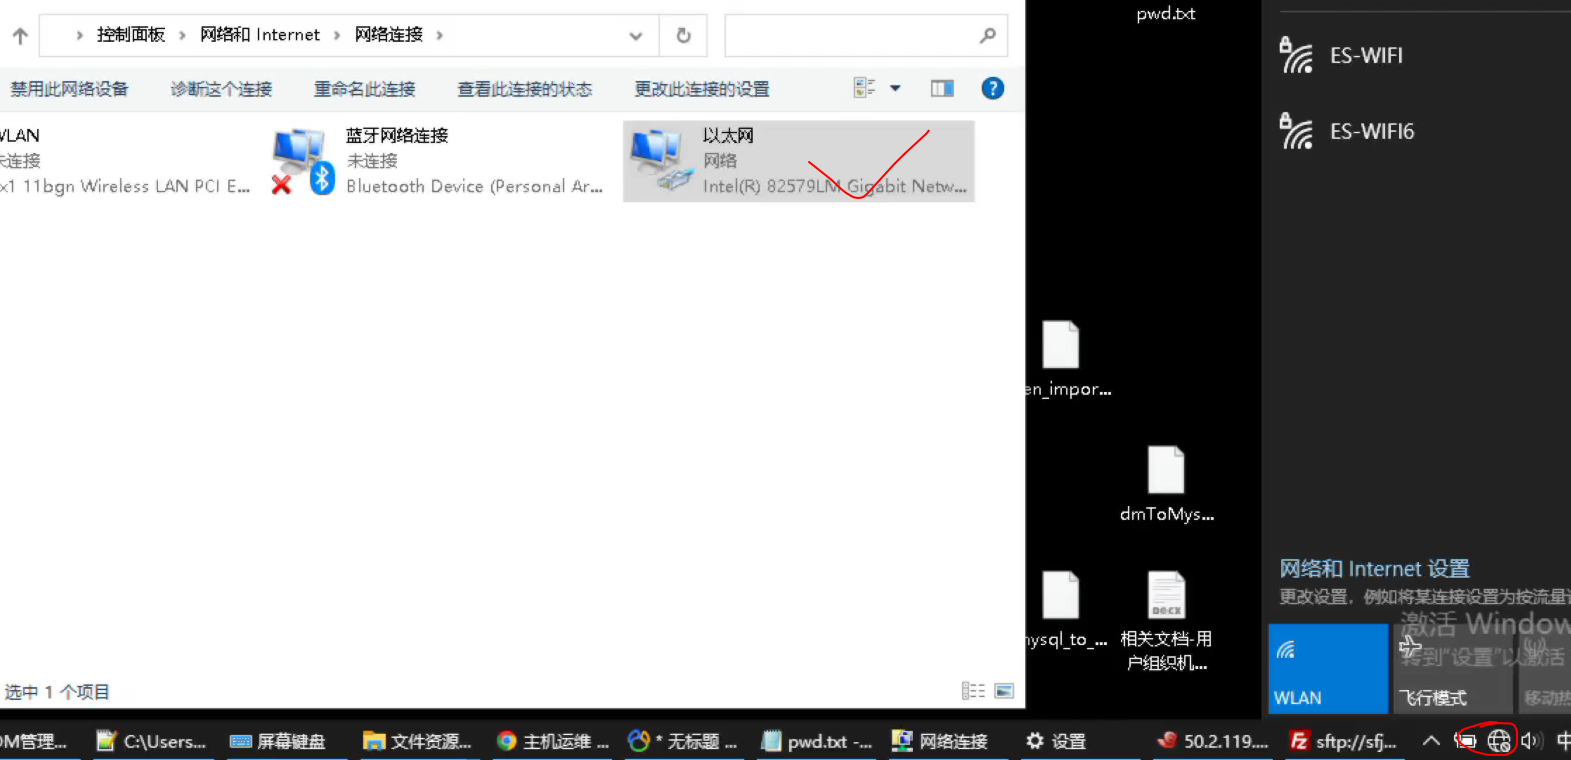 控制面板 › 网络和 Internet › 网络连接 ›
禁用此网络设备 诊断这个连接 重命名此连接 查看此连接的状态 更改此连接的设置
WLAN
未连接
x1 11bgn Wireless LAN PCI E...
蓝牙网络连接
未连接
Bluetooth Device (Personal Ar...
以太网
网络
Intel(R) 82579LM Gigabit Netw...
选中 1 个项目
pwd.txt
en_impor...
dmToMys...
mysql_to_...
相关文档-用
户组织机...
DOCX
ES-WIFI
ES-WIFI6
网络和 Internet 设置
更改设置，例如将某连接设置为按流量
激活 Window
转到"设置"以激活
WLAN
飞行模式
移动热
DM管理...
C:\Users...
屏幕键盘
文件资源...
主机运维 ...
* 无标题 ...
pwd.txt -...
网络连接
设置
50.2.119....
sftp://sfj...
中